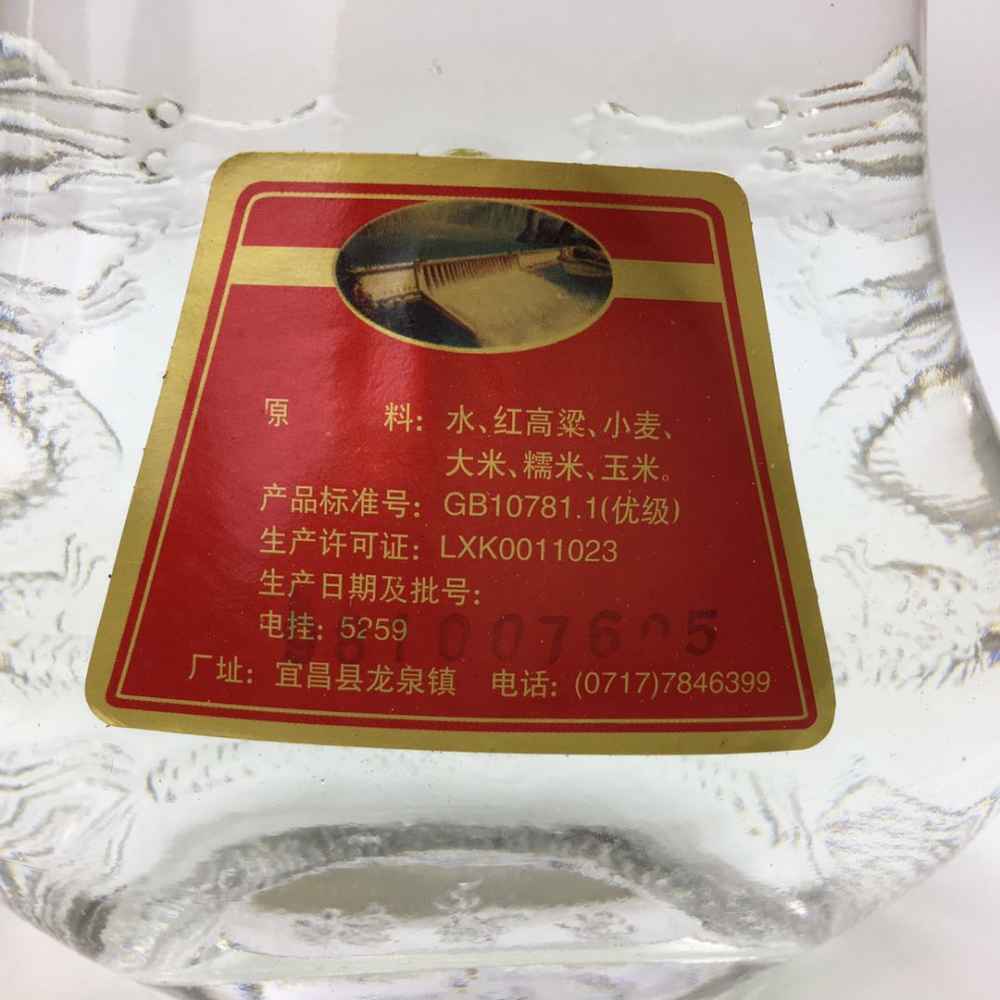 原 料：水、红高粱、小麦、
大米、糯米、玉米。
产品标准号：GB10781.1(优级)
生产许可证：LXK0011023
生产日期及批号：
电挂：5259
厂址：宜昌县龙泉镇 电话：(0717)7846399